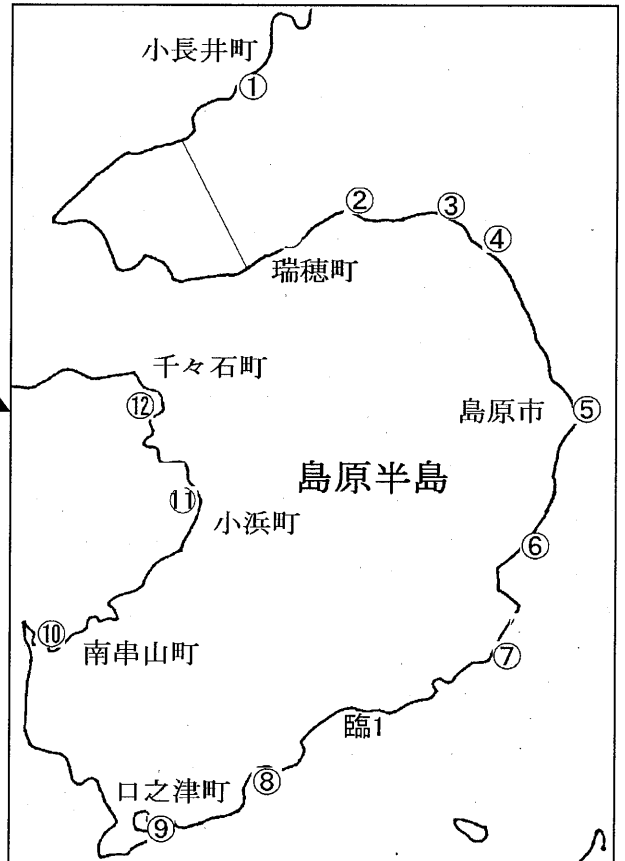 小長井町
①
②
③
④
瑞穂町
千々石町
⑫
島原市
⑤
島原半島
⑪
小浜町
⑥
⑩
南串山町
⑦
臨1
⑧
口之津町
⑨